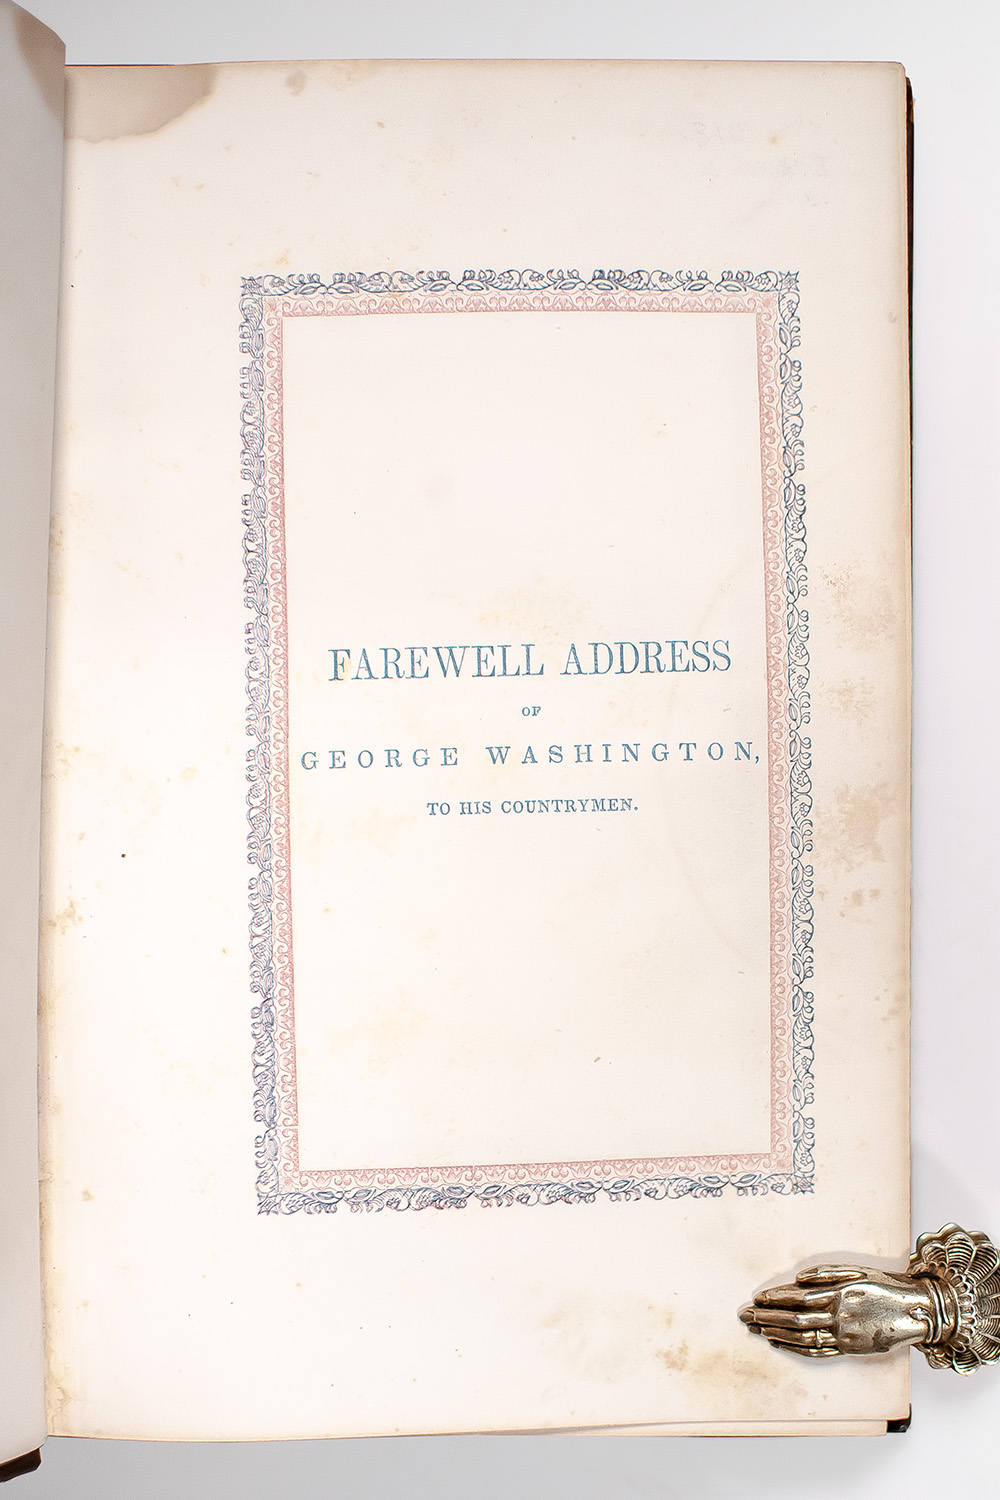 FAREWELL ADDRESS
OF
GEORGE WASHINGTON,
TO HIS COUNTRYMEN.